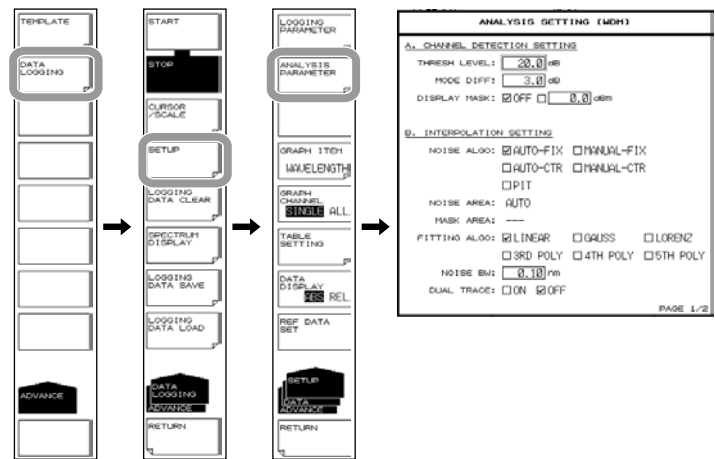 TEMPLATE
DATA
LOGGING
ADVANCE
START
STOP
CURSOR
/SCALE
SETUP
LOGGING
DATA CLEAR
SPECTRUM
DISPLAY
LOGGING
DATA SAVE
LOGGING
DATA LOAD
DATA
LOGGING
ADVANCE
RETURN
LOGGING
PARAMETER
ANALYSIS
PARAMETER
GRAPH ITEM
WAVELENGTH
GRAPH
CHANNEL
SINGLE ALL
TABLE
SETTING
DATA
DISPLAY
ABS REL
REF DATA
SET
SETUP
DATA
ADVANCE
RETURN
ANALYSIS SETTING [WDM]
A. CHANNEL DETECTION SETTING
THRESH LEVEL: 20.0 dB
MODE DIFF: 3.0 dB
DISPLAY MASK: ☑OFF □ 0.0 dBm
B. INTERPOLATION SETTING
NOISE ALGO: ☑AUTO-FIX □MANUAL-FIX
□AUTO-CTR □MANUAL-CTR
□PIT
NOISE AREA: AUTO
MASK AREA: ---
FITTING ALGO: ☑LINEAR □GAUSS □LORENZ
□3RD POLY □4TH POLY □5TH POLY
NOISE BW: 0.10 nm
DUAL TRACE: □ON ☑OFF
PAGE 1/2